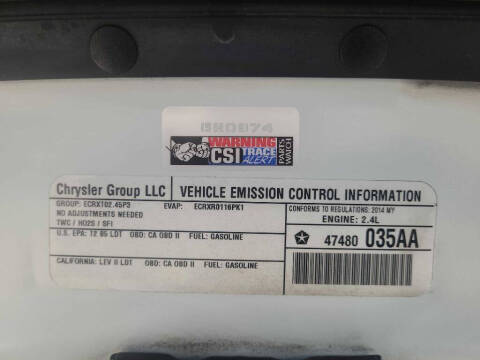 WARNING
CSI TRACE ALERT
PARTS WATCH
Chrysler Group LLC VEHICLE EMISSION CONTROL INFORMATION
GROUP: ECRXT02.45P3 EVAP: ECRXR0116PK1 CONFORMS TO REGULATIONS: 2014 MY
NO ADJUSTMENTS NEEDED ENGINE: 2.4L
TWC / HO2S / SFI
U.S. EPA: T2 B5 LDT OBD: CA OBD II FUEL: GASOLINE 47480 035AA
CALIFORNIA: LEV II LDT OBD: CA OBD II FUEL: GASOLINE